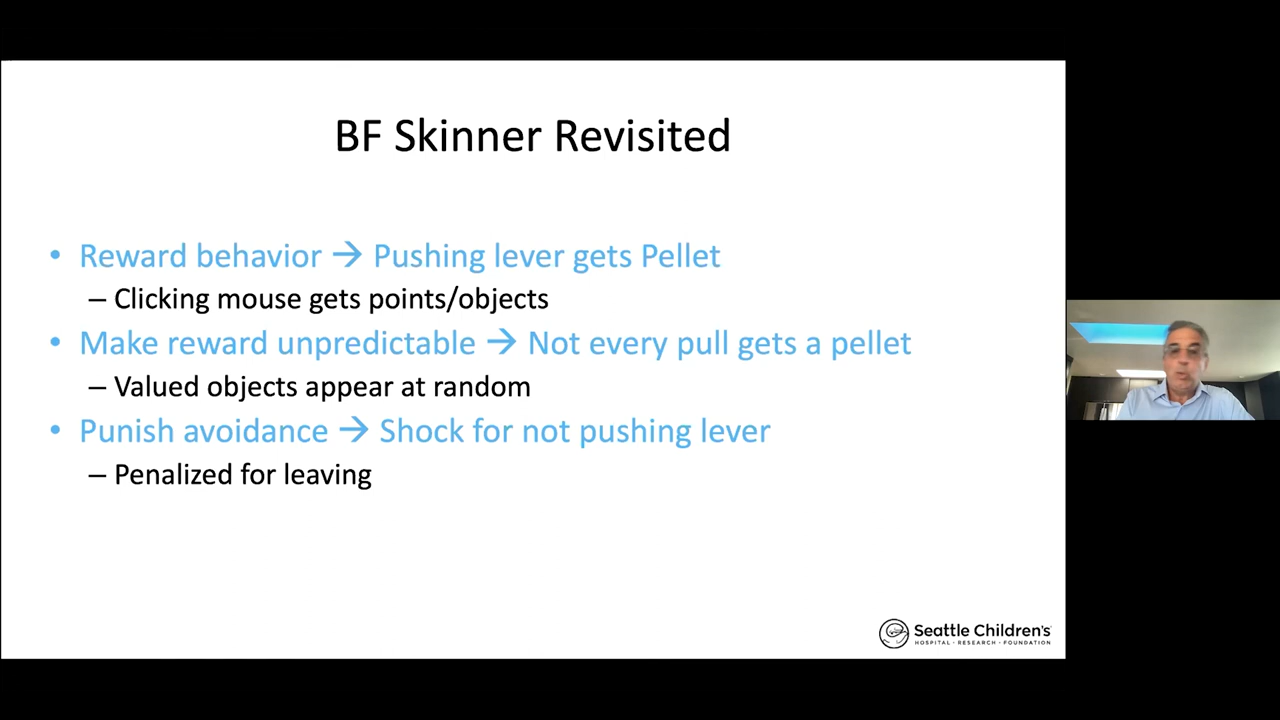 BF Skinner Revisited
• Reward behavior → Pushing lever gets Pellet
– Clicking mouse gets points/objects
• Make reward unpredictable → Not every pull gets a pellet
– Valued objects appear at random
• Punish avoidance → Shock for not pushing lever
– Penalized for leaving
Seattle Children's
HOSPITAL · RESEARCH · FOUNDATION